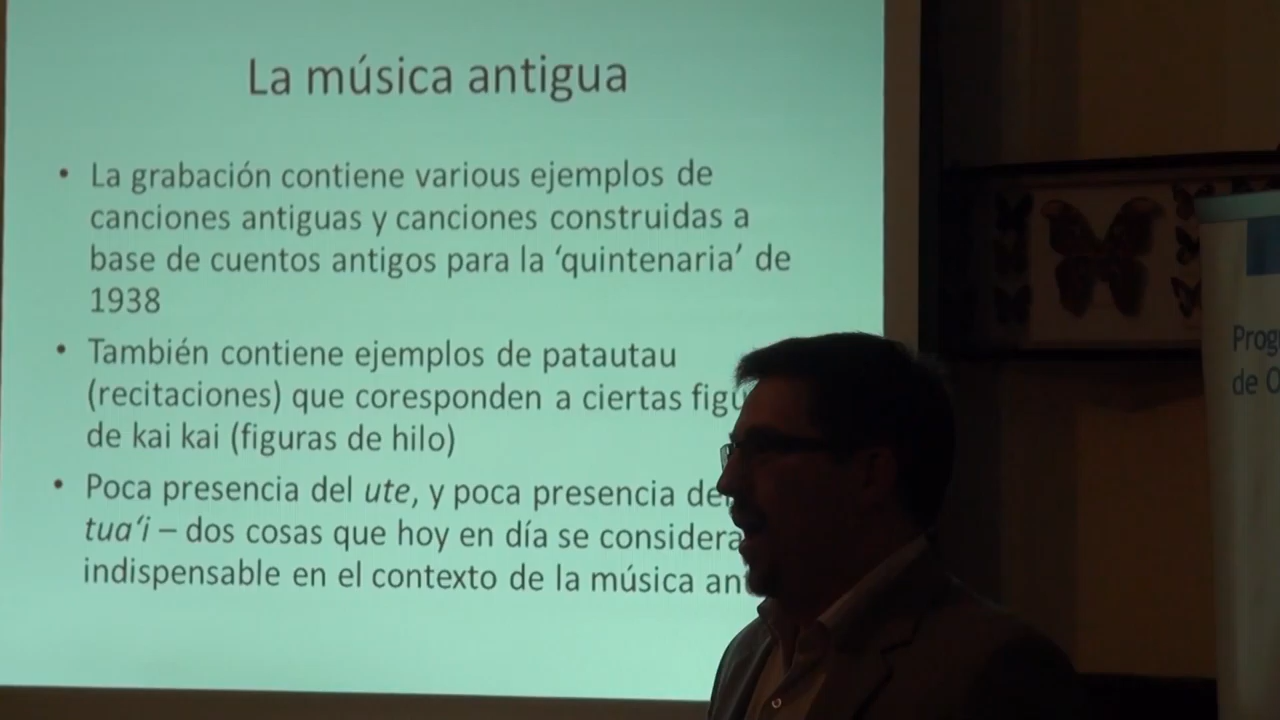 La música antigua
• La grabación contiene various ejemplos de
canciones antiguas y canciones construidas a
base de cuentos antigos para la ‘quintenaria’ de
1938
• También contiene ejemplos de patautau
(recitaciones) que coresponden a ciertas
de kai kai (figuras de hilo)
• Poca presencia del ute, y poca presencia
tua‘i – dos cosas que hoy en día se
indispensable en el contexto de la música
de